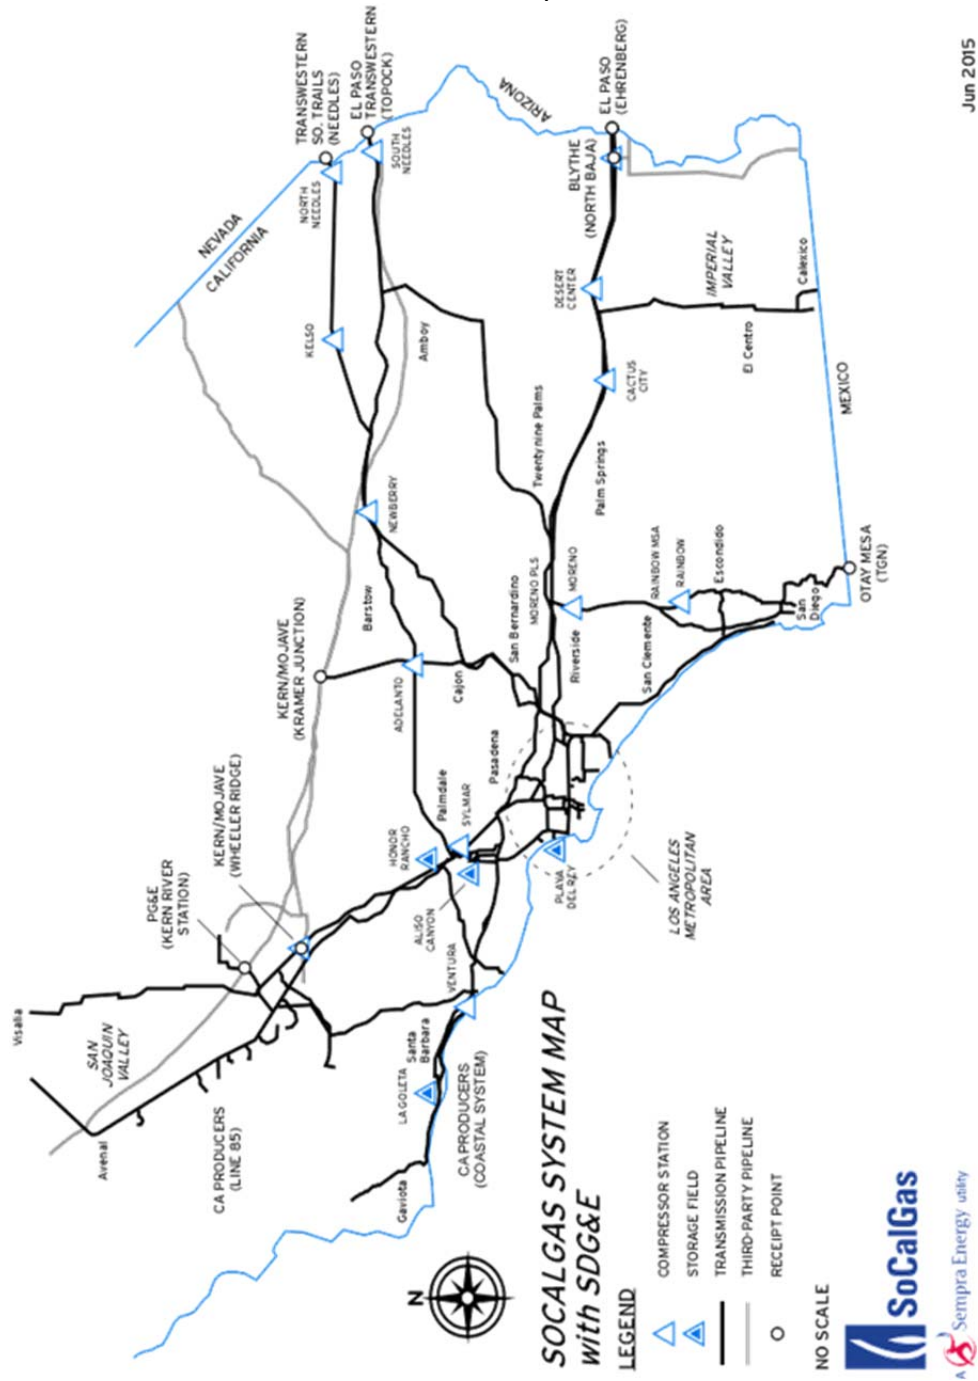 Jun 2015
TRANSWESTERN
SO. TRAILS
(NEEDLES)
EL PASO
TRANSWESTERN
(TOPOCK)
NEVADA
CALIFORNIA
NORTH
NEEDLES
SOUTH
NEEDLES
ARIZONA
EL PASO
(EHRENBERG)
BLYTHE
(NORTH BAJA)
KELSO
Amboy
DESERT
CENTER
IMPERIAL
VALLEY
Calexico
El Centro
CACTUS
CITY
MEXICO
Twentynine Palms
Palm Springs
NEWBERRY
Barstow
KERN/MOJAVE
(KRAMER JUNCTION)
ADELANTO
Cajon
San Bernardino
MORENO PLS
MORENO
Riverside
RAINBOW MSA
RAINBOW
Escondido
San Clemente
San
Diego
OTAY MESA
(TGN)
KERN/MOJAVE
(WHEELER RIDGE)
PG&E
(KERN RIVER
STATION)
HONOR
RANCHO
Palmdale
SYLMAR
Pasadena
ALISO
CANYON
VENTURA
PLAYA
DEL REY
LOS ANGELES
METROPOLITAN
AREA
Visalia
SAN
JOAQUIN
VALLEY
Avenal
CA PRODUCERS
(LINE 85)
Santa
Barbara
LA GOLETA
Gaviota
CA PRODUCERS
(COASTAL SYSTEM)
N
SOCALGAS SYSTEM MAP
with SDG&E
LEGEND
COMPRESSOR STATION
STORAGE FIELD
TRANSMISSION PIPELINE
THIRD-PARTY PIPELINE
RECEIPT POINT
NO SCALE
SoCalGas
A Sempra Energy utility